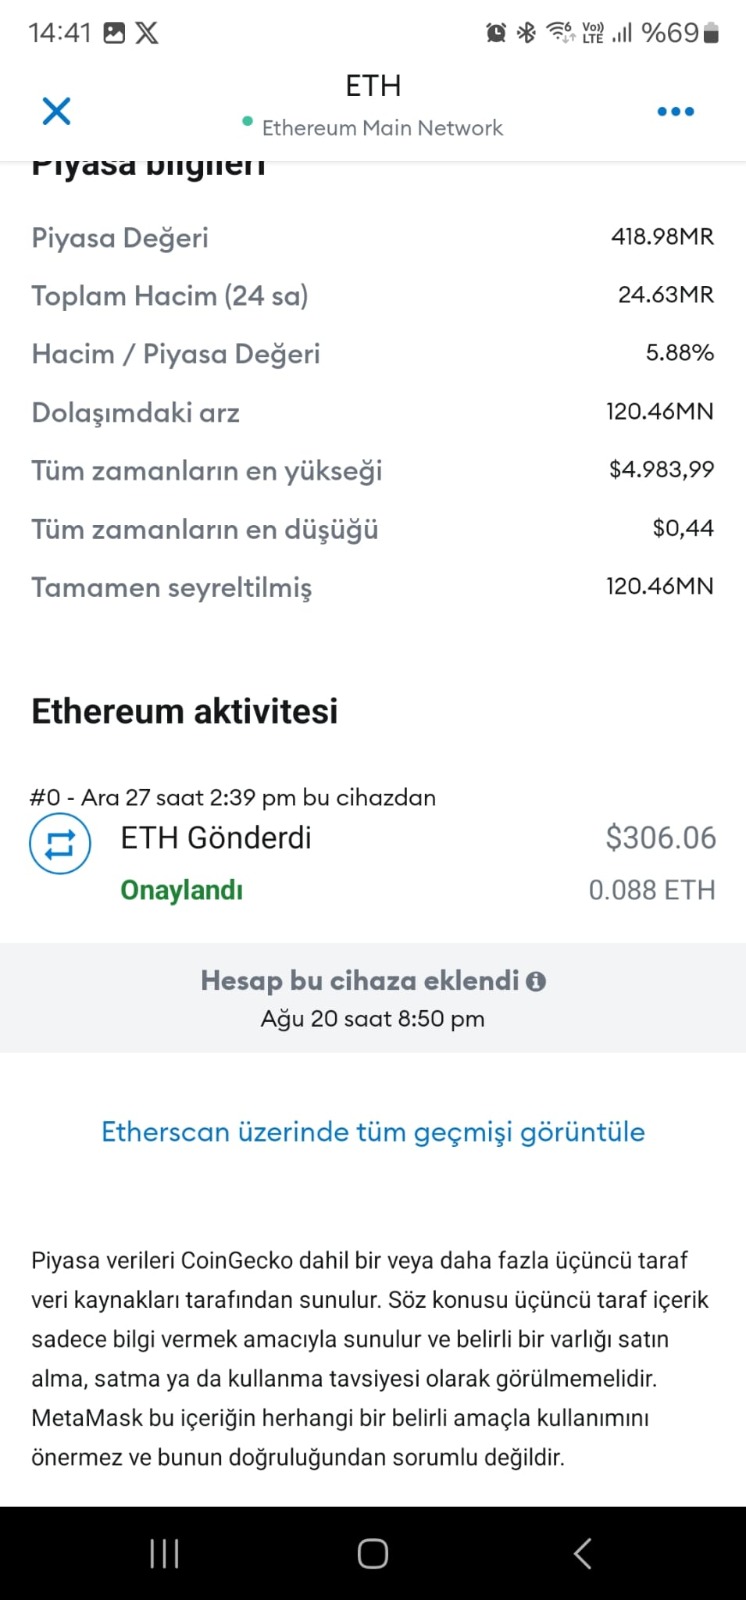 14:41
Vo)) LTE %69
ETH
Ethereum Main Network
Piyasa bilgileri
Piyasa Değeri 418.98MR
Toplam Hacim (24 sa) 24.63MR
Hacim / Piyasa Değeri 5.88%
Dolaşımdaki arz 120.46MN
Tüm zamanların en yükseği $4.983,99
Tüm zamanların en düşüğü $0,44
Tamamen seyreltilmiş 120.46MN
Ethereum aktivitesi
#0 - Ara 27 saat 2:39 pm bu cihazdan
ETH Gönderdi $306.06
Onaylandı 0.088 ETH
Hesap bu cihaza eklendi
Ağu 20 saat 8:50 pm
Etherscan üzerinde tüm geçmişi görüntüle
Piyasa verileri CoinGecko dahil bir veya daha fazla üçüncü taraf
veri kaynakları tarafından sunulur. Söz konusu üçüncü taraf içerik
sadece bilgi vermek amacıyla sunulur ve belirli bir varlığı satın
alma, satma ya da kullanma tavsiyesi olarak görülmemelidir.
MetaMask bu içeriğin herhangi bir belirli amaçla kullanımını
önermez ve bunun doğruluğundan sorumlu değildir.